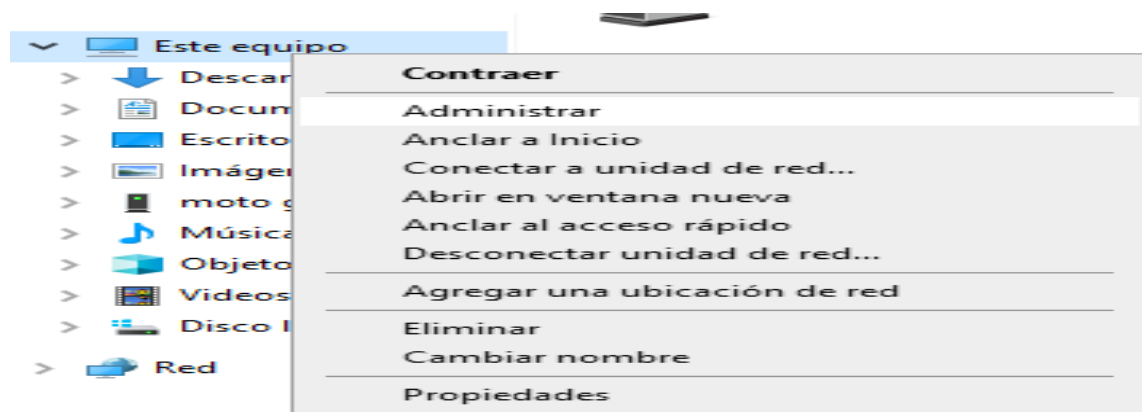 Este equipo
Descar
Docum
Escrito
Imáge
moto g
Música
Objeto
Videos
Disco l
Red
Contraer
Administrar
Anclar a Inicio
Conectar a unidad de red...
Abrir en ventana nueva
Anclar al acceso rápido
Desconectar unidad de red...
Agregar una ubicación de red
Eliminar
Cambiar nombre
Propiedades